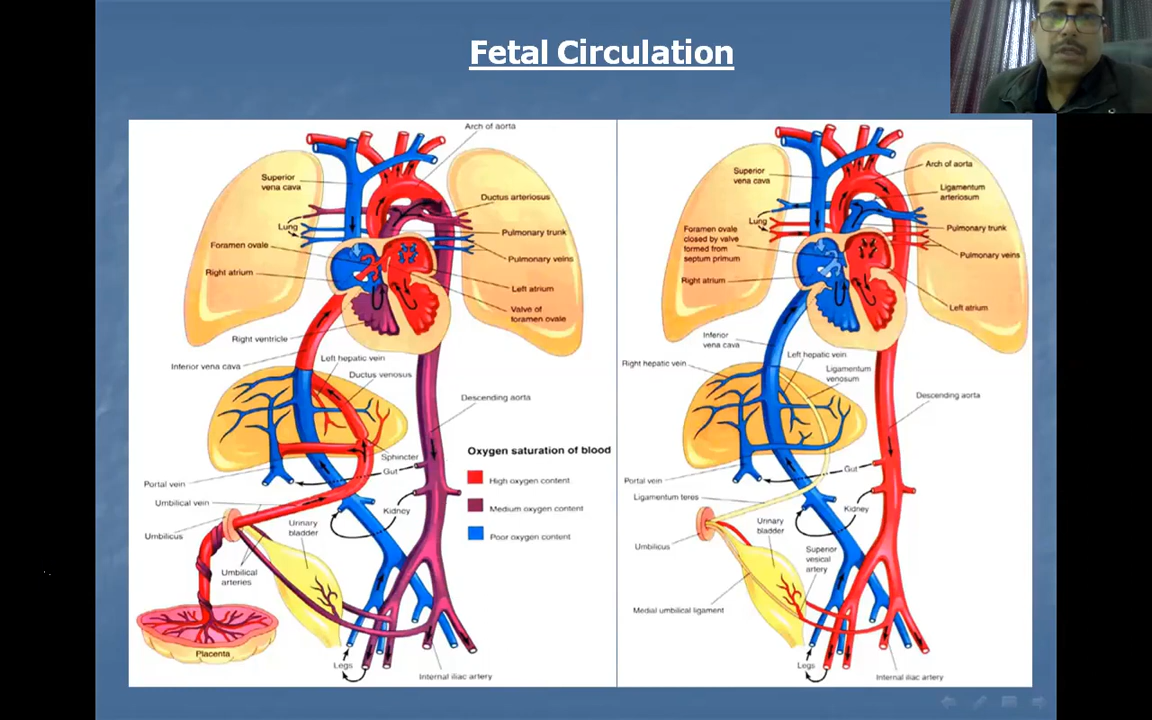 Fetal Circulation
Arch of aorta
Superior
vena cava
Ductus arteriosus
Lung
Pulmonary trunk
Foramen ovale
Pulmonary veins
Right atrium
Left atrium
Valve of
foramen ovale
Right ventricle
Left hepatic vein
Inferior vena cava
Ductus venosus
Descending aorta
Sphincter
Gut
Portal vein
Umbilical vein
Kidney
Urinary
bladder
Umbilicus
Umbilical
arteries
Placenta
Legs
Internal iliac artery
Oxygen saturation of blood
High oxygen content
Medium oxygen content
Poor oxygen content
Arch of aorta
Superior
vena cava
Ligamentum
arteriosum
Lung
Foramen ovale
closed by valve
formed from
septum primum
Pulmonary trunk
Pulmonary veins
Right atrium
Left atrium
Inferior
vena cava
Left hepatic vein
Right hepatic vein
Ligamentum
venosum
Descending aorta
Gut
Portal vein
Ligamentum teres
Kidney
Urinary
bladder
Umbilicus
Superior
vesical
artery
Medial umbilical ligament
Legs
Internal iliac artery